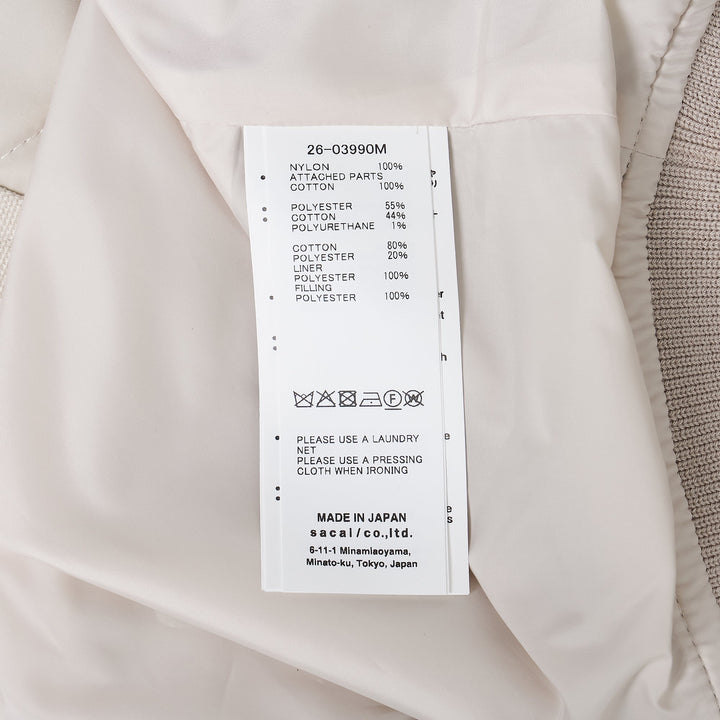 26-03990M
NYLON 100%
ATTACHED PARTS
COTTON 100%
POLYESTER 55%
COTTON 44%
POLYURETHANE 1%
COTTON 80%
POLYESTER 20%
LINER
POLYESTER 100%
FILLING
POLYESTER 100%
PLEASE USE A LAUNDRY
NET
PLEASE USE A PRESSING
CLOTH WHEN IRONING
MADE IN JAPAN
sacai/co.,ltd.
6-11-1 Minamiaoyama,
Minato-ku, Tokyo, Japan